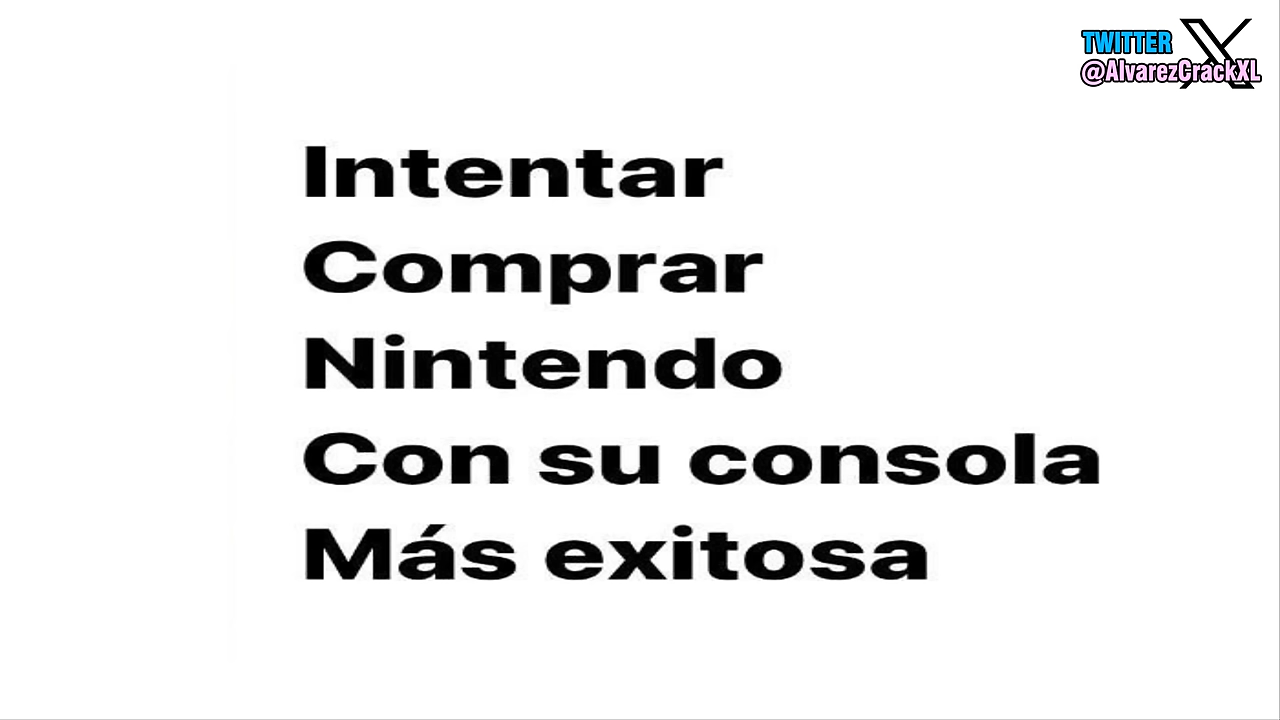 TWITTER
@AlvarezCrackXL
Intentar
Comprar
Nintendo
Con su consola
Más exitosa